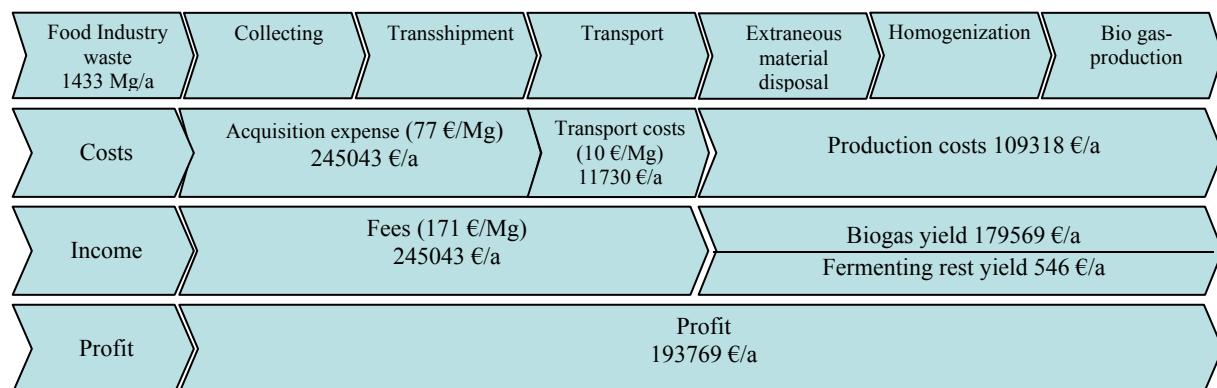 Food Industry
waste
1433 Mg/a
Collecting
Transshipment
Transport
Extraneous
material
disposal
Homogenization
Bio gas-
production
Costs
Acquisition expense (77 €/Mg)
245043 €/a
Transport costs
(10 €/Mg)
11730 €/a
Production costs 109318 €/a
Income
Fees (171 €/Mg)
245043 €/a
Biogas yield 179569 €/a
Fermenting rest yield 546 €/a
Profit
Profit
193769 €/a